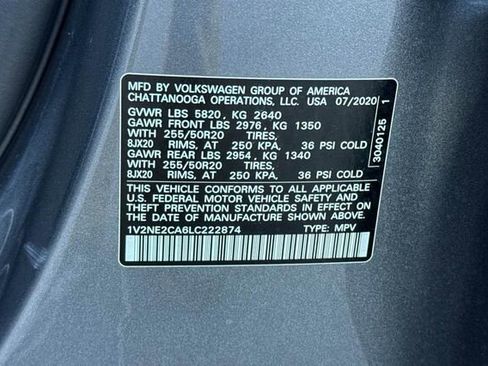 MFD BY VOLKSWAGEN GROUP OF AMERICA
CHATTANOOGA OPERATIONS, LLC. USA 07/2020
GVWR LBS 5820, KG 2640
GAWR FRONT LBS 2976, KG 1350
WITH 255/50R20 TIRES,
8JX20 RIMS, AT 250 KPA, 36 PSI COLD
GAWR REAR LBS 2954, KG 1340
WITH 255/50R20 TIRES,
8JX20 RIMS, AT 250 KPA, 36 PSI COLD
THIS VEHICLE CONFORMS TO ALL APPLICABLE
U.S. FEDERAL MOTOR VEHICLE SAFETY AND
THEFT PREVENTION STANDARDS IN EFFECT ON THE
DATE OF MANUFACTURE SHOWN ABOVE.
1V2NE2CA6LC222874 TYPE: MPV
3040125 1